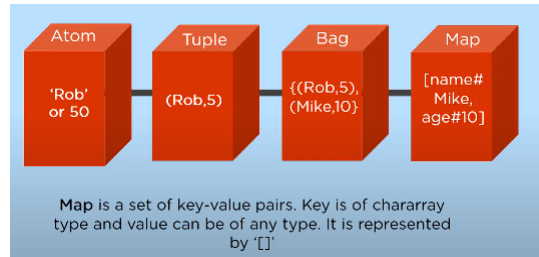 Atom
Tuple
Bag
Map
'Rob'
or 50
(Rob,5)
{(Rob,5),
(Mike,10}
[name#
Mike,
age#10]
Map is a set of key-value pairs. Key is of chararray
type and value can be of any type. It is represented
by '[]'